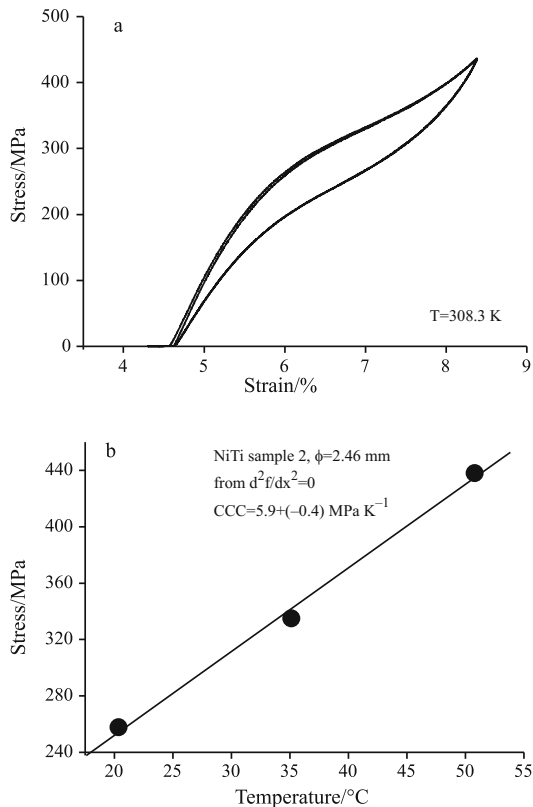 a
500
400
300
200
100
0
Stress/MPa
T=308.3 K
4 5 6 7 8 9
Strain/%
b
NiTi sample 2, ϕ=2.46 mm
from d²f/dx²=0
CCC=5.9+(–0.4) MPa K⁻¹
440
400
360
320
280
240
Stress/MPa
20 25 30 35 40 45 50 55
Temperature/°C